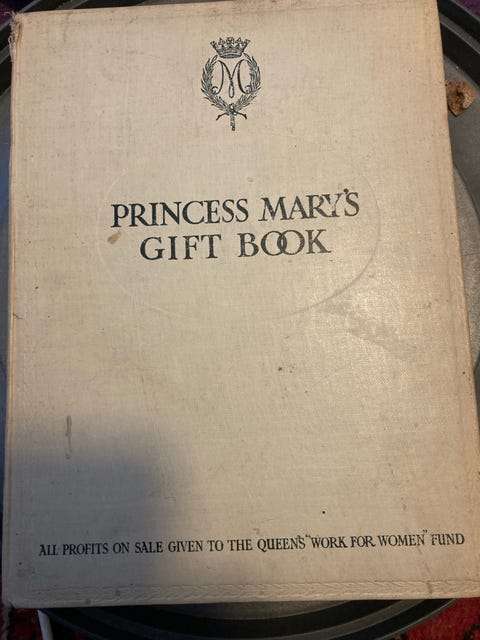 M
PRINCESS MARY'S
GIFT BOOK
ALL PROFITS ON SALE GIVEN TO THE QUEEN'S "WORK FOR WOMEN" FUND